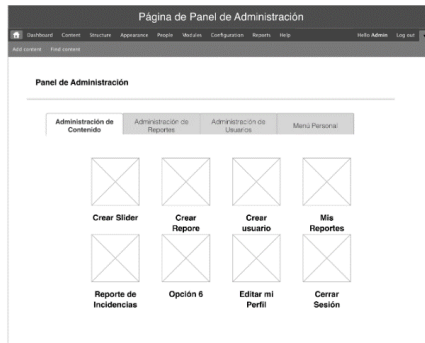 Página de Panel de Administración
Dashboard Content Structure Appearance People Modules Configuration Reports Help Hello Admin Log out
Add content Find content
Panel de Administración
Administración de Contenido
Administración de Reportes
Administración de Usuarios
Menú Personal
Crear Slider
Crear Repore
Crear usuario
Mis Reportes
Reporte de Incidencias
Opción 6
Editar mi Perfil
Cerrar Sesión